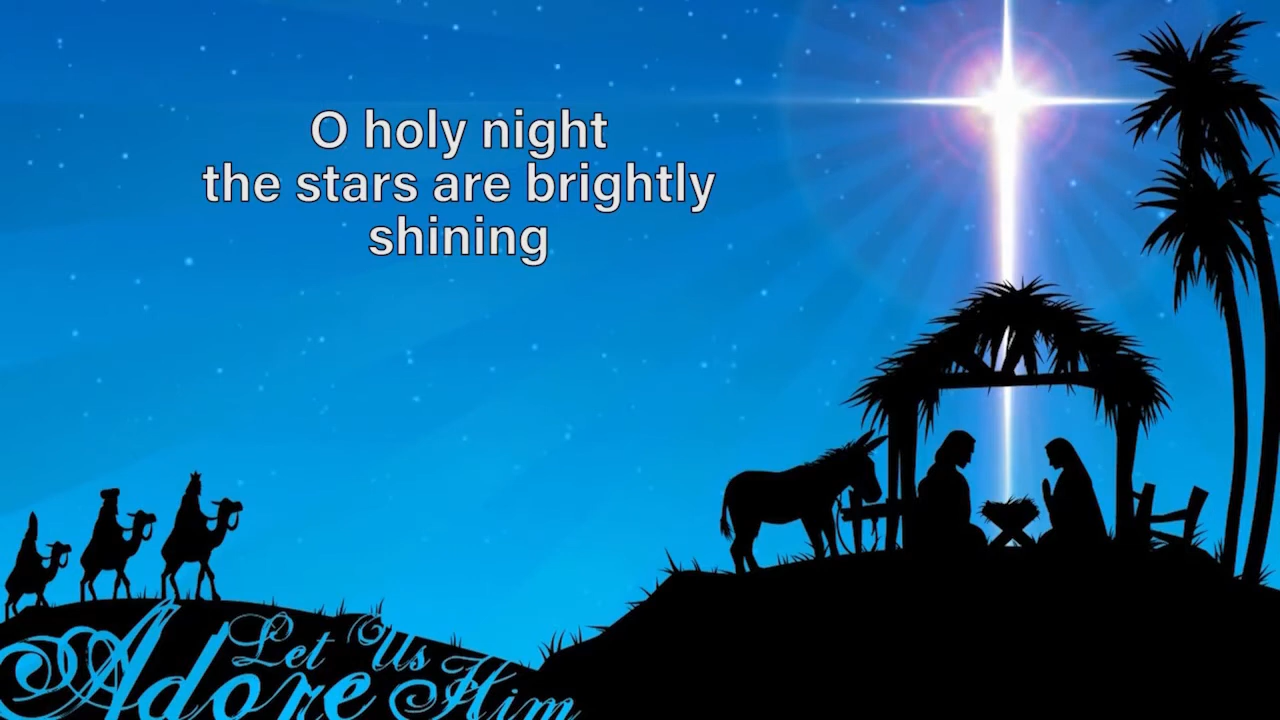 O holy night
the stars are brightly
shining
Let Us
Adore Him